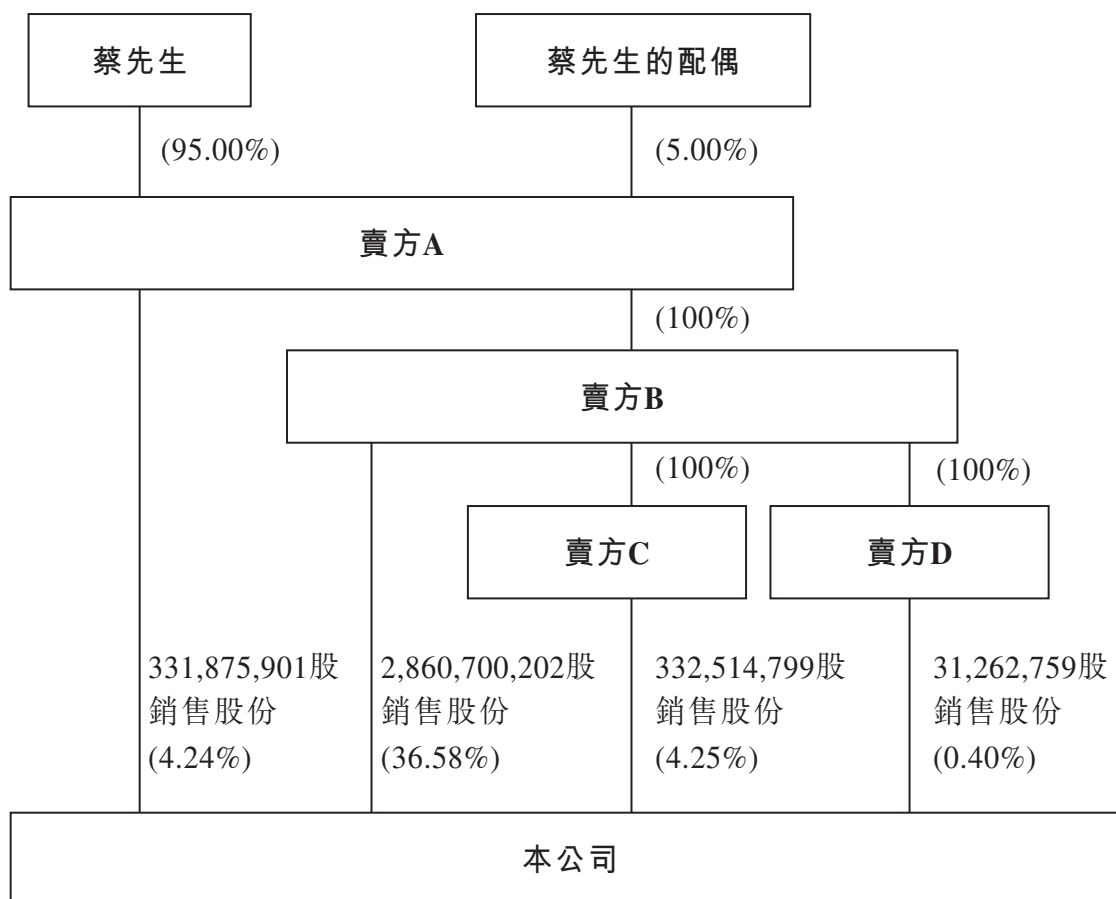 蔡先生
蔡先生的配偶
(95.00%)
(5.00%)
賣方A
(100%)
賣方B
(100%)
(100%)
賣方C
賣方D
331,875,901股
銷售股份
(4.24%)
2,860,700,202股
銷售股份
(36.58%)
332,514,799股
銷售股份
(4.25%)
31,262,759股
銷售股份
(0.40%)
本公司